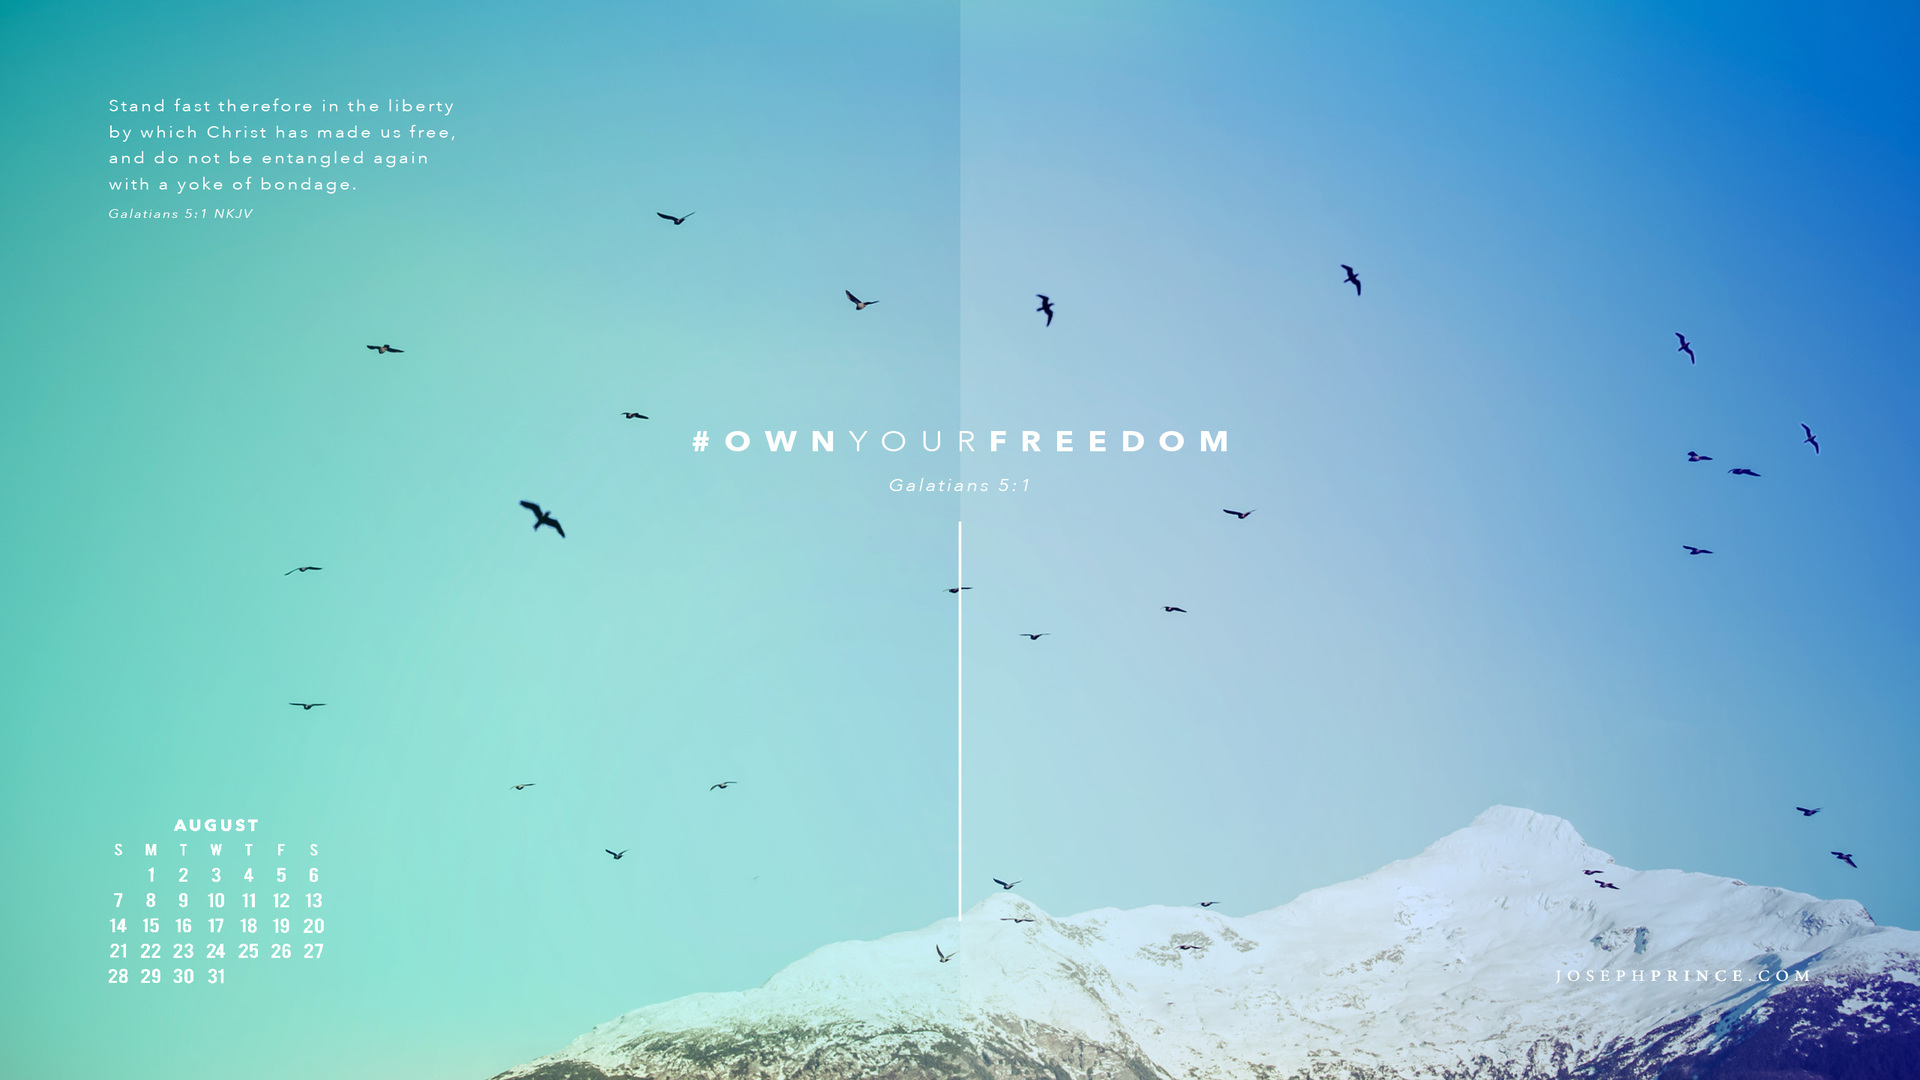 Stand fast therefore in the liberty
by which Christ has made us free,
and do not be entangled again
with a yoke of bondage.
Galatians 5:1 NKJV
#OWNYOURFREEDOM
Galatians 5:1
AUGUST
S M T W T F S
1 2 3 4 5 6
7 8 9 10 11 12 13
14 15 16 17 18 19 20
21 22 23 24 25 26 27
28 29 30 31
JOSEPHPRINCE.COM